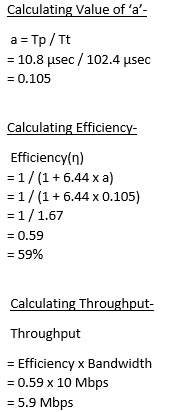 Calculating Value of ‘a’-
a = Tp / Tt
= 10.8 μsec / 102.4 μsec
= 0.105
Calculating Efficiency-
Efficiency(η)
= 1 / (1 + 6.44 x a)
= 1 / (1 + 6.44 x 0.105)
= 1 / 1.67
= 0.59
= 59%
Calculating Throughput-
Throughput
= Efficiency x Bandwidth
= 0.59 x 10 Mbps
= 5.9 Mbps